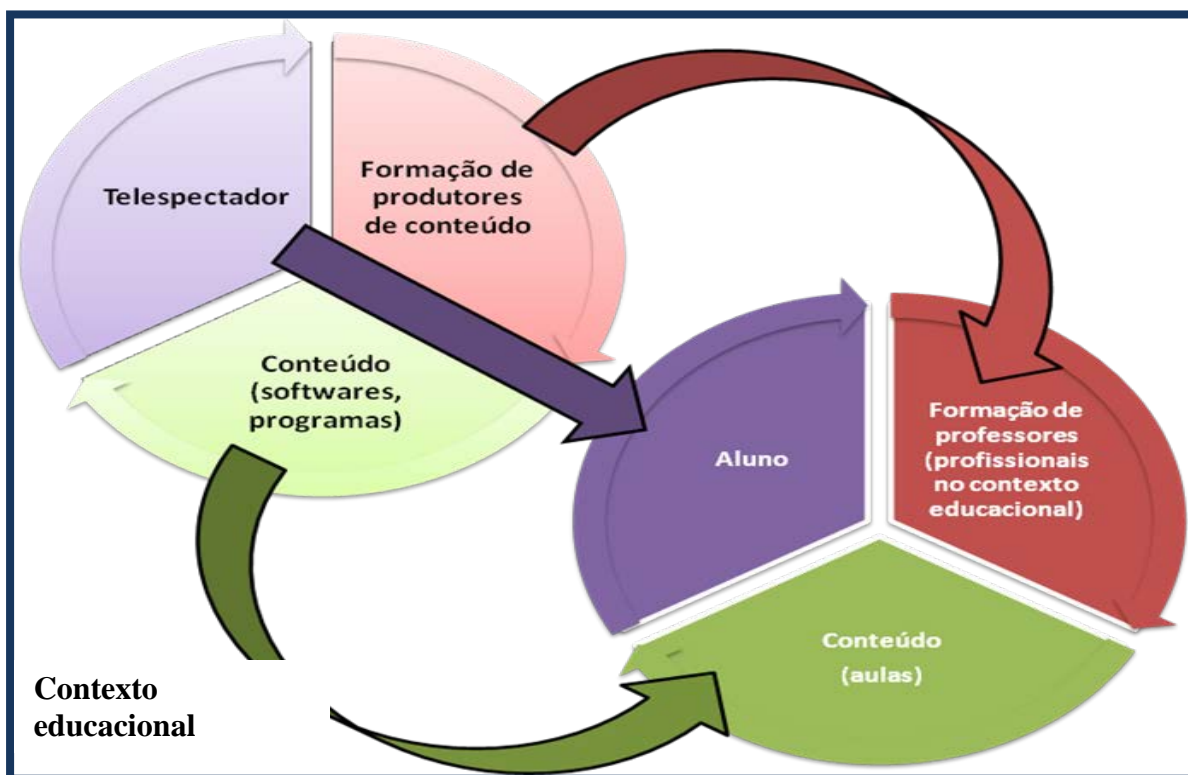 Telespectador
Formação de
produtores
de conteúdo
Conteúdo
(softwares,
programas)
Aluno
Formação de
professores
(profissionais
no contexto
educacional)
Conteúdo
(aulas)
Contexto
educacional